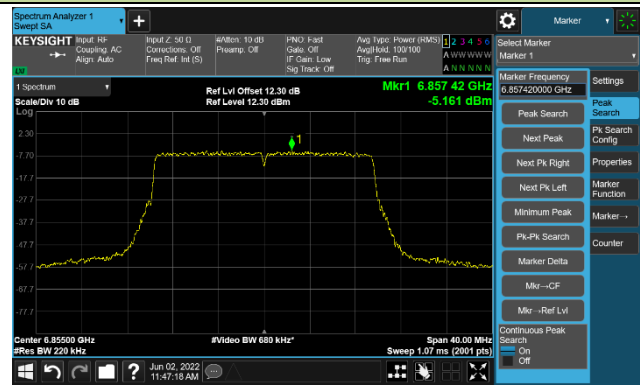 Spectrum Analyzer 1
Swept SA
Marker
KEYSIGHT
Input: RF
Coupling: AC
Align: Auto
Input Z: 50 Ω
Corrections: Off
Freq Ref: Int (S)
#Atten: 10 dB
Preamp: Off
PNO: Fast
Gate: Off
IF Gain: Low
Sig Track: Off
Avg Type: Power (RMS)
Avg|Hold: 100/100
Trig: Free Run
1 2 3 4 5 6
A W W W W W
A N N N N N
LXI
Select Marker
Marker 1
1 Spectrum
Scale/Div 10 dB
Log
Ref Lvl Offset 12.30 dB
Ref Level 12.30 dBm
Mkr1 6.857 42 GHz
-5.161 dBm
1
2.30
-7.70
-17.7
-27.7
-37.7
-47.7
-57.7
-67.7
-77.7
Center 6.85500 GHz
#Res BW 220 kHz
#Video BW 680 kHz*
Span 40.00 MHz
Sweep 1.07 ms (2001 pts)
Marker Frequency
6.857420000 GHz
Peak Search
Next Peak
Next Pk Right
Next Pk Left
Minimum Peak
Pk-Pk Search
Marker Delta
Mkr→CF
Mkr→Ref Lvl
Continuous Peak
Search
On
Off
Settings
Peak
Search
Pk Search
Config
Properties
Marker
Function
Marker→
Counter
Jun 02, 2022
11:47:18 AM